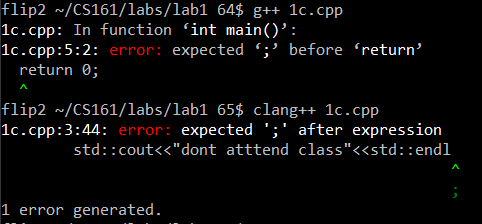 flip2 ~/CS161/labs/lab1 64$ g++ 1c.cpp
1c.cpp: In function ‘int main()’:
1c.cpp:5:2: error: expected ‘;’ before ‘return’
return 0;
^
flip2 ~/CS161/labs/lab1 65$ clang++ 1c.cpp
1c.cpp:3:44: error: expected ';' after expression
std::cout<<"dont atttend class"<<std::endl
^
;
1 error generated.